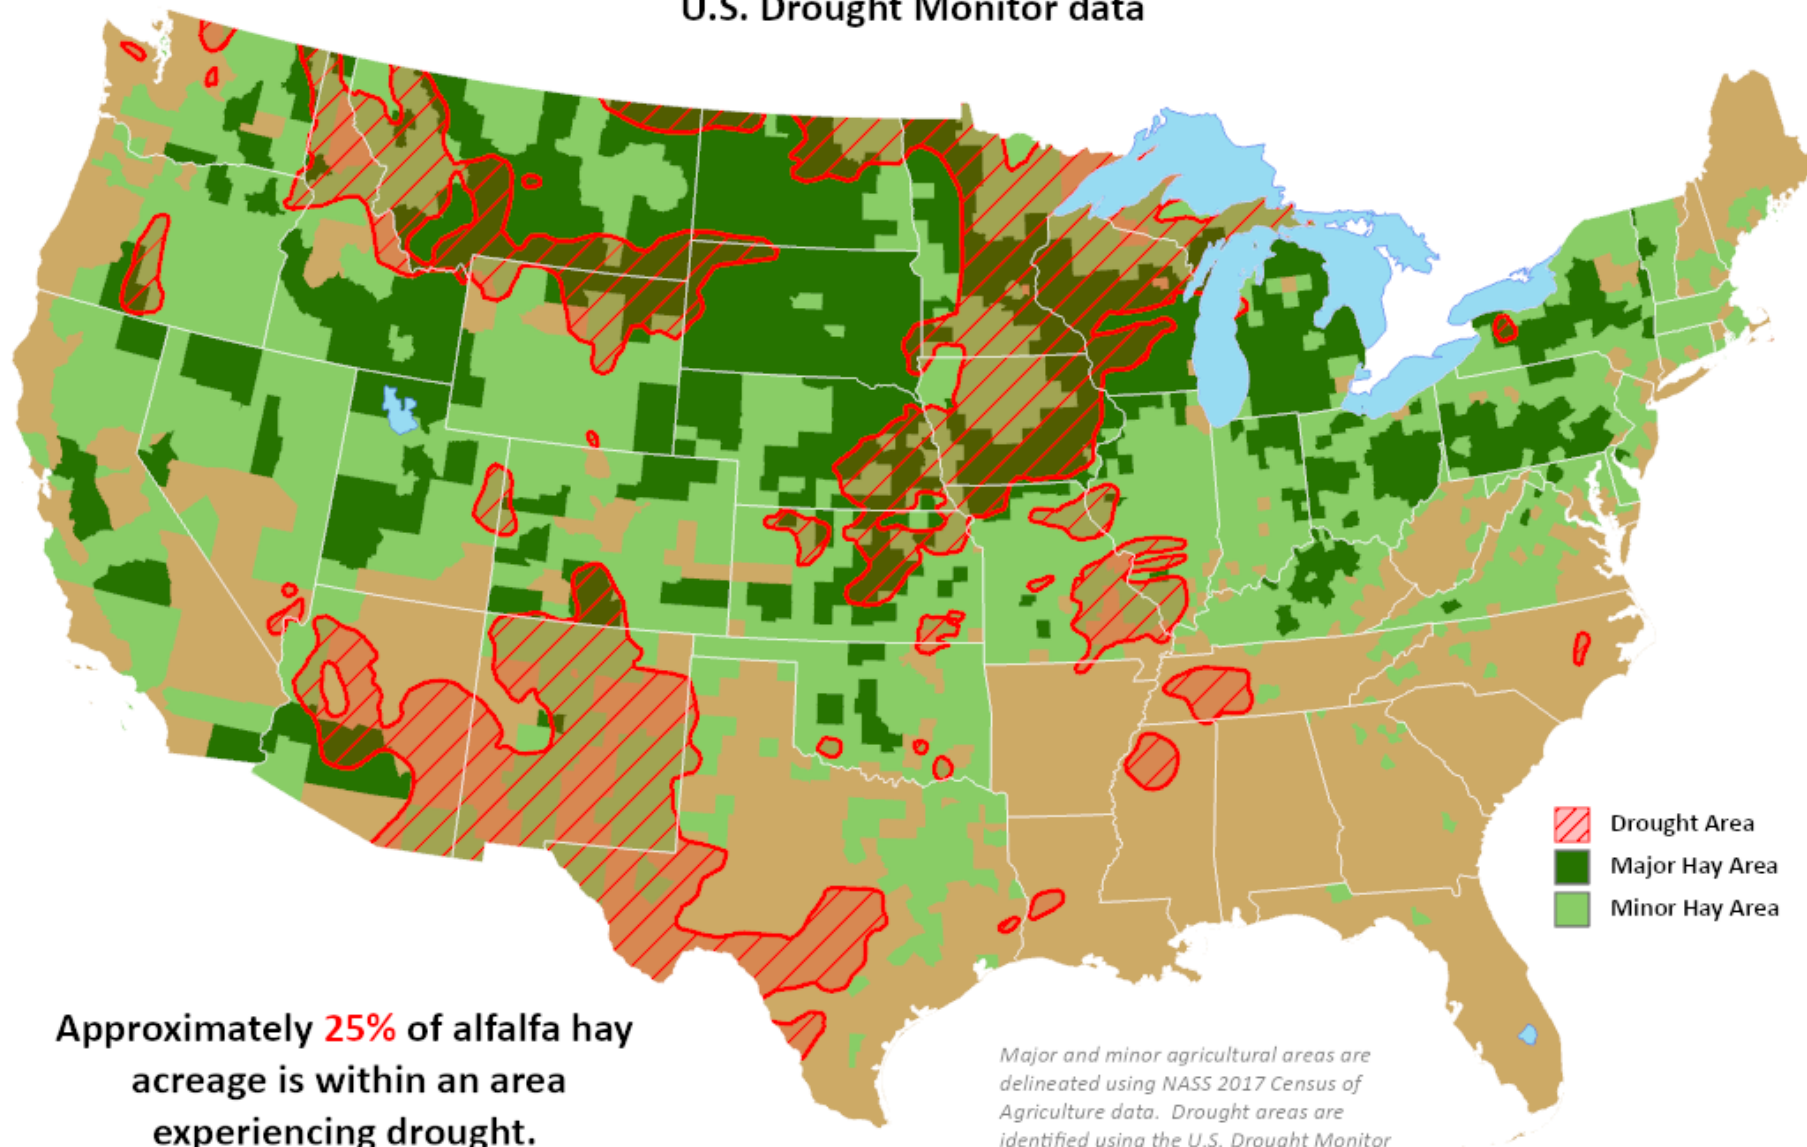 U.S. Drought Monitor data
Drought Area
Major Hay Area
Minor Hay Area
Approximately 25% of alfalfa hay
acreage is within an area
experiencing drought.
Major and minor agricultural areas are
delineated using NASS 2017 Census of
Agriculture data. Drought areas are
identified using the U.S. Drought Monitor